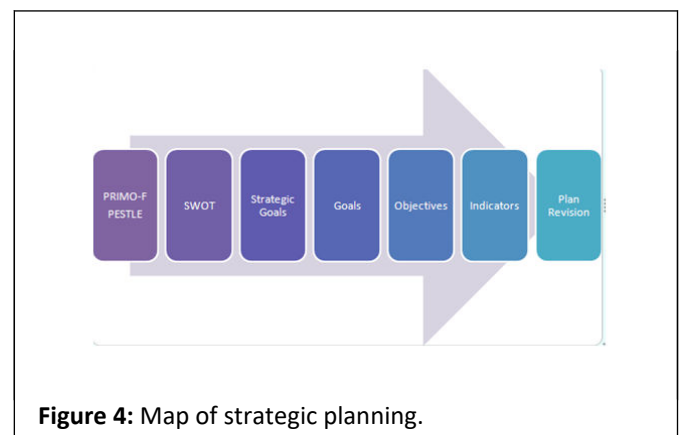 PRIMO-F
PESTLE
SWOT
Strategic
Goals
Goals
Objectives
Indicators
Plan
Revision
Figure 4: Map of strategic planning.